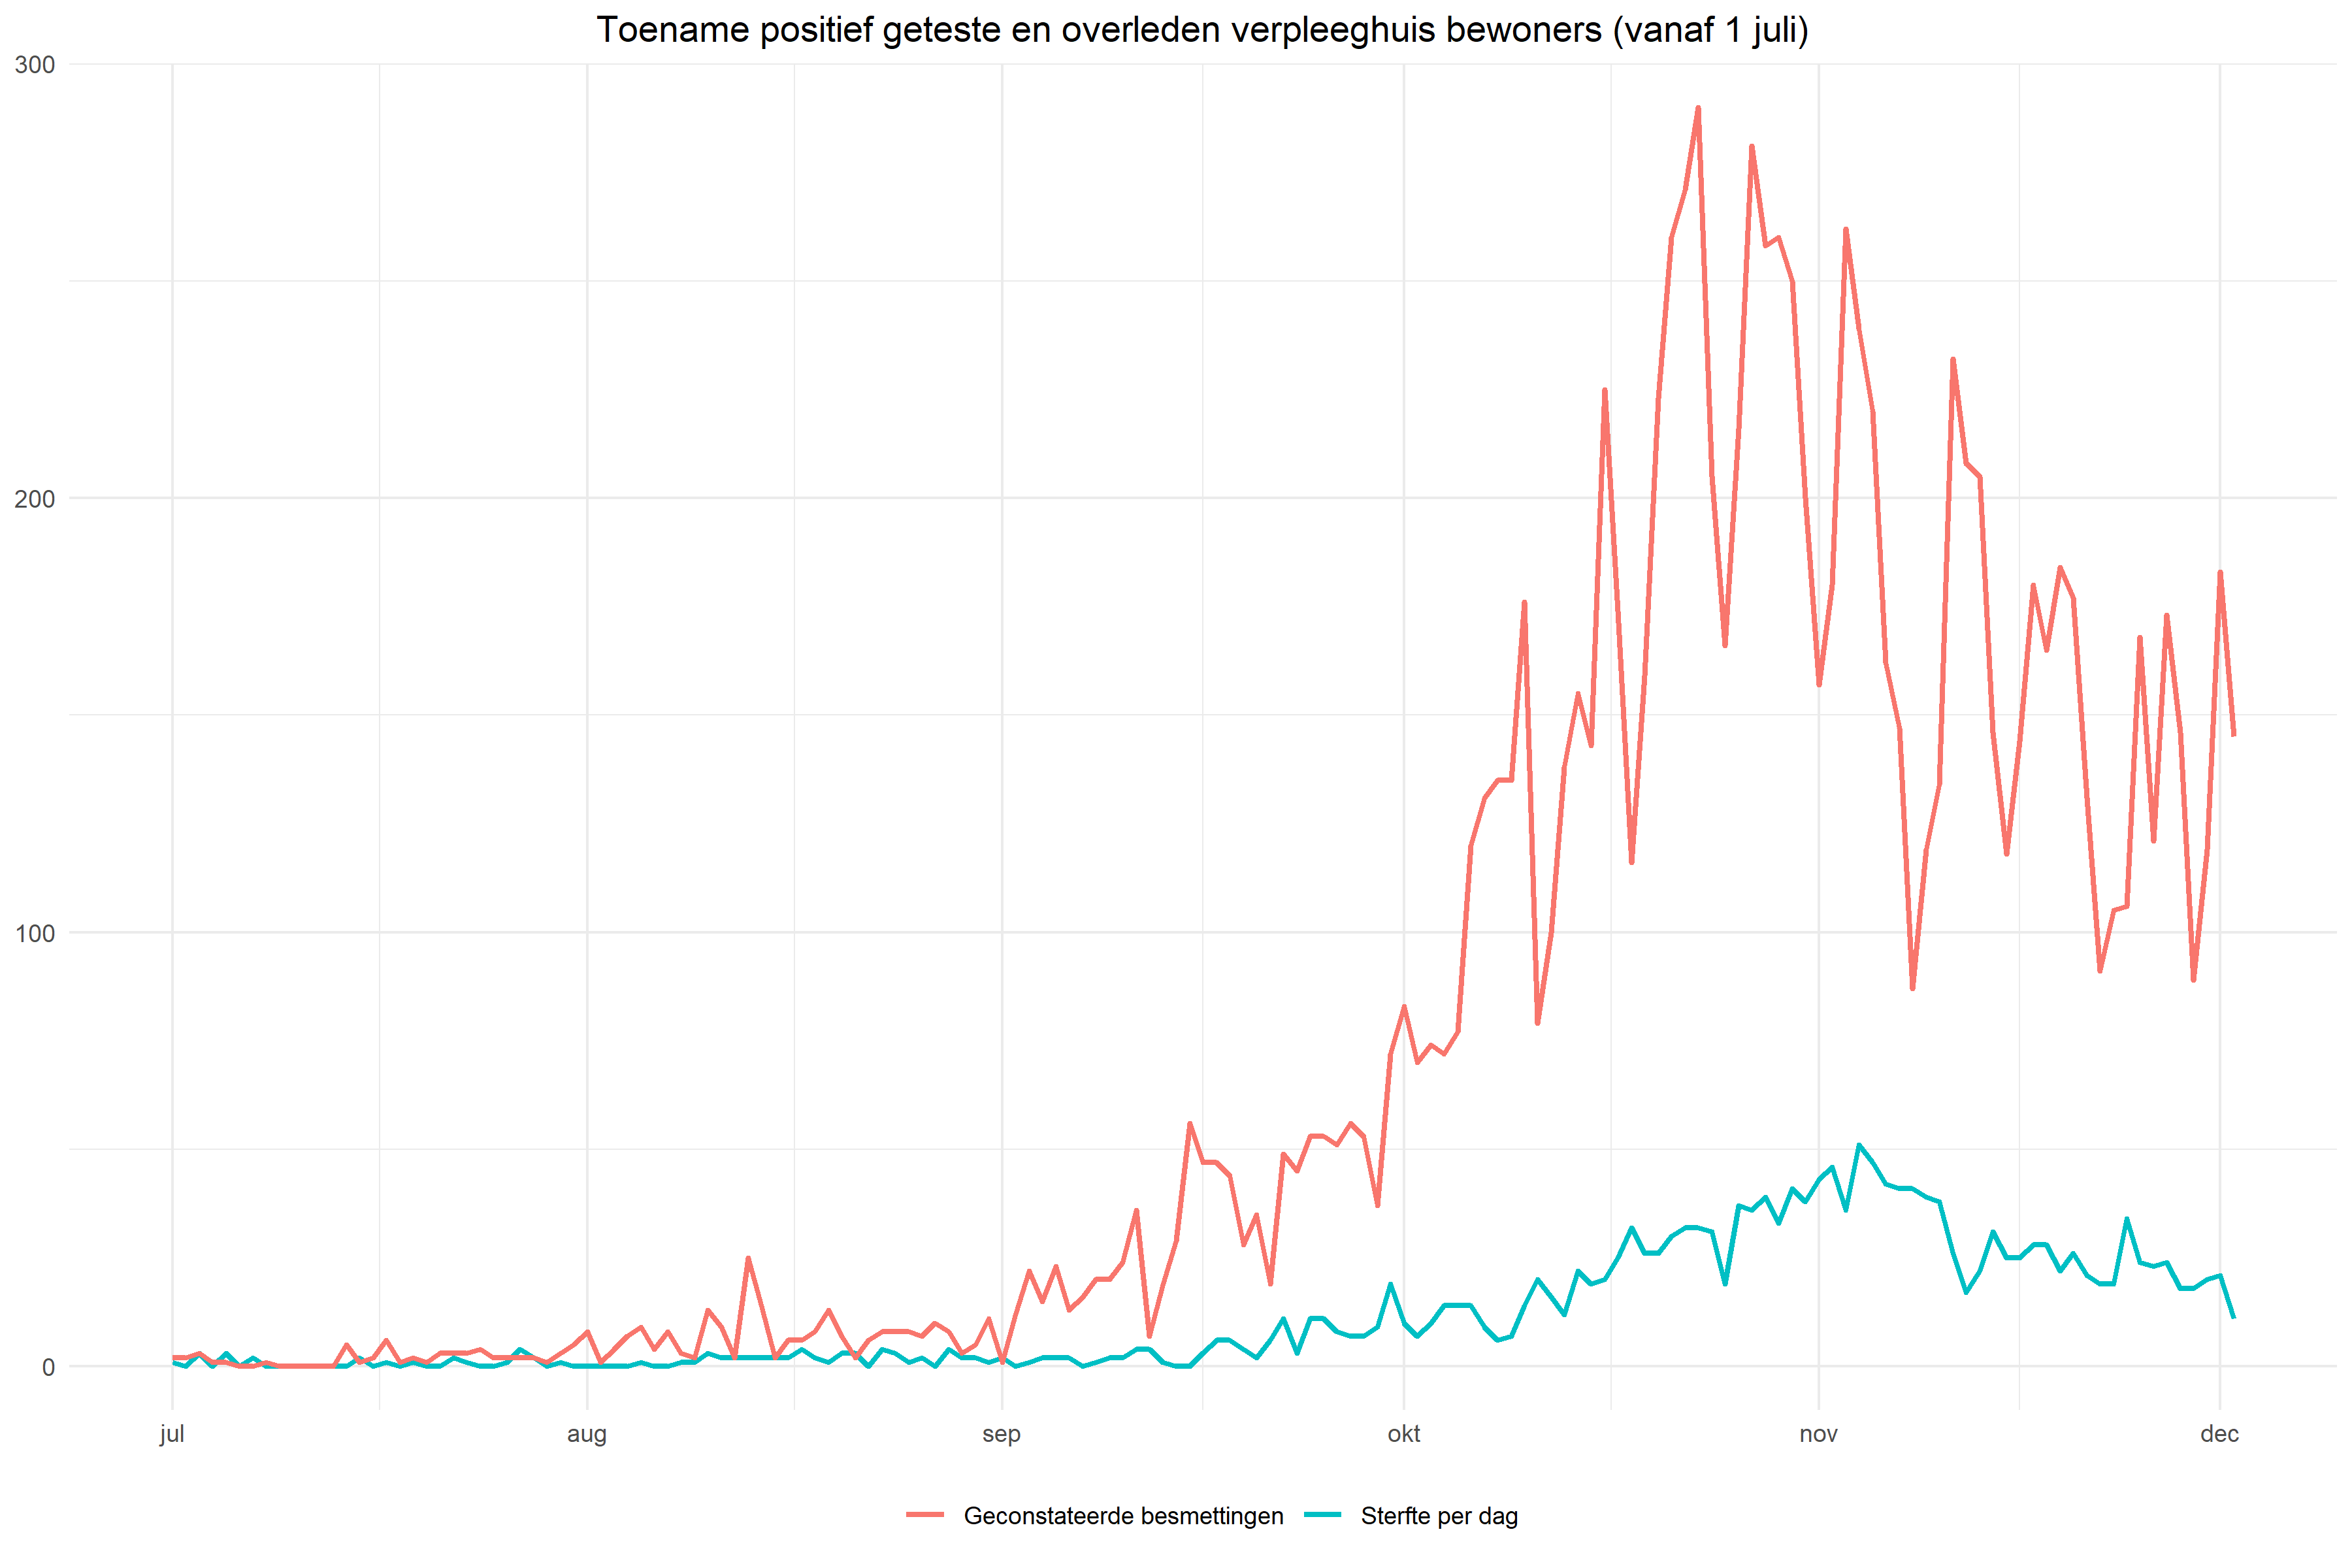 Toename positief geteste en overleden verpleeghuis bewoners (vanaf 1 juli)
300
200
100
0
jul aug sep okt nov dec
Geconstateerde besmettingen Sterfte per dag